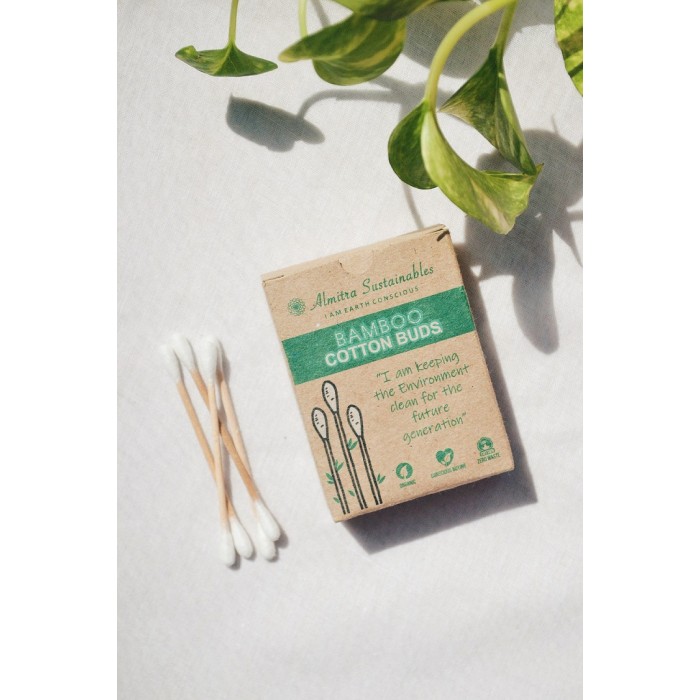 Almitra Sustainables
I AM EARTH CONSCIOUS
BAMBOO
COTTON BUDS
"I am keeping
the Environment
clean for the
future
generation"
ORGANIC
ZERO WASTE